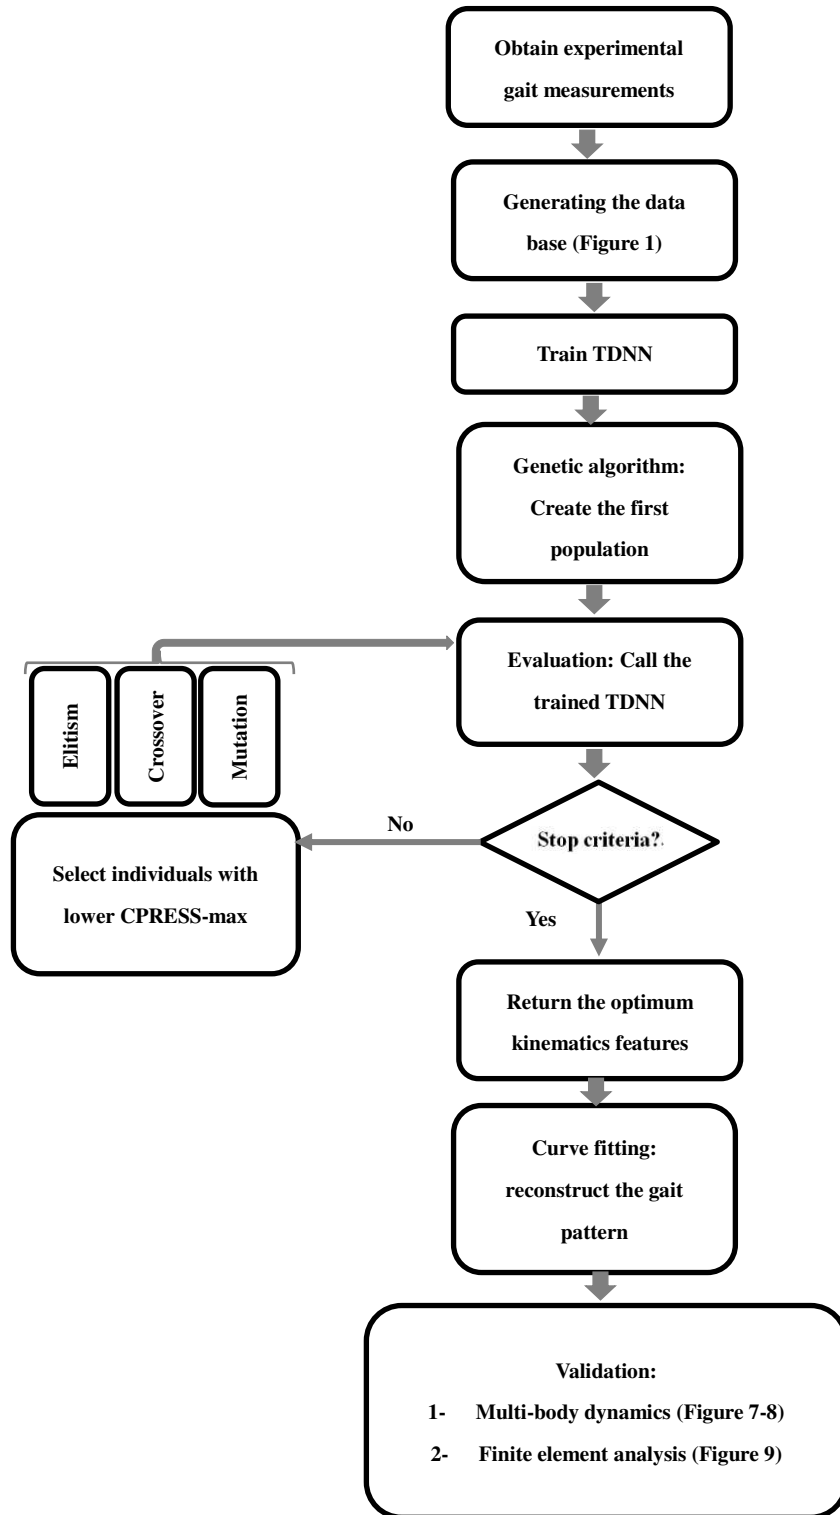 Obtain experimental
gait measurements
Generating the data
base (Figure 1)
Train TDNN
Genetic algorithm:
Create the first
population
Evaluation: Call the
trained TDNN
Elitism
Crossover
Mutation
No
Stop criteria?.
Select individuals with
lower CPRESS-max
Yes
Return the optimum
kinematics features
Curve fitting:
reconstruct the gait
pattern
Validation:
1- Multi-body dynamics (Figure 7-8)
2- Finite element analysis (Figure 9)